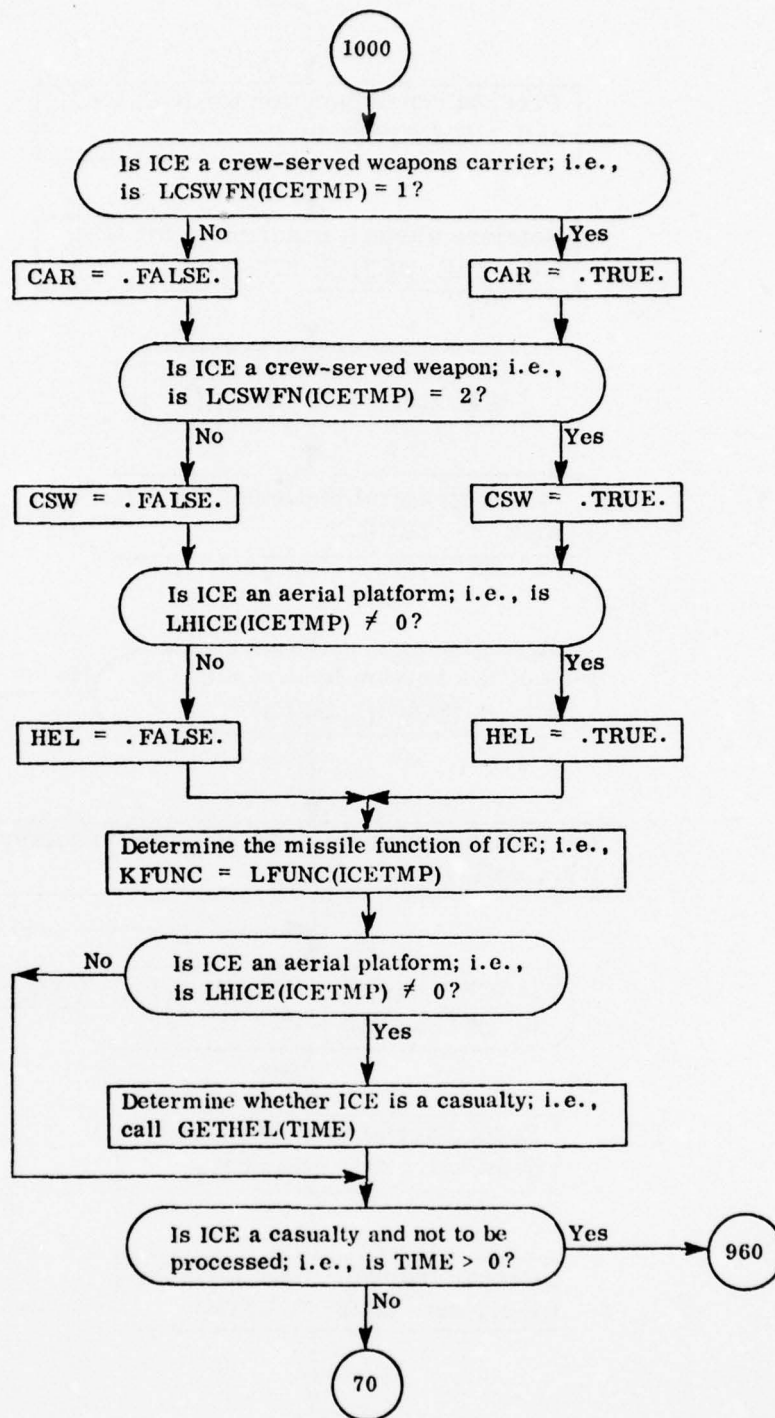 1000
Is ICE a crew-served weapons carrier; i.e.,
is LCSWFN(ICETMP) = 1?
No
Yes
CAR = .FALSE.
CAR = .TRUE.
Is ICE a crew-served weapon; i.e.,
is LCSWFN(ICETMP) = 2?
No
Yes
CSW = .FALSE.
CSW = .TRUE.
Is ICE an aerial platform; i.e., is
LHICE(ICETMP) ≠ 0?
No
Yes
HEL = .FALSE.
HEL = .TRUE.
Determine the missile function of ICE; i.e.,
KFUNC = LFUNC(ICETMP)
No
Is ICE an aerial platform; i.e.,
is LHICE(ICETMP) ≠ 0?
Yes
Determine whether ICE is a casualty; i.e.,
call GETHEL(TIME)
Is ICE a casualty and not to be
processed; i.e., is TIME > 0?
Yes
960
No
70